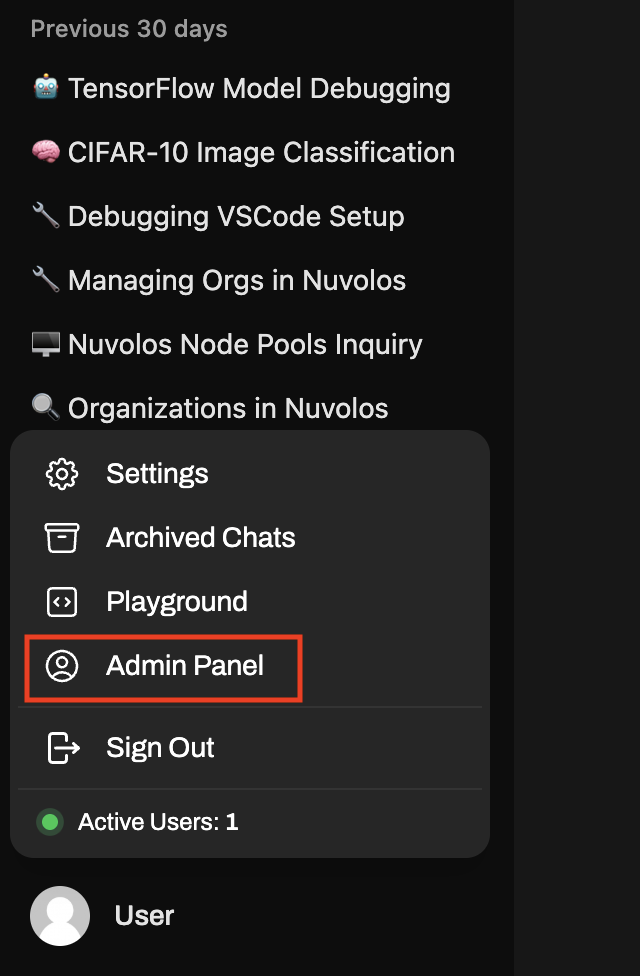 Previous 30 days
TensorFlow Model Debugging
CIFAR-10 Image Classification
Debugging VSCode Setup
Managing Orgs in Nuvolos
Nuvolos Node Pools Inquiry
Organizations in Nuvolos
Settings
Archived Chats
Playground
Admin Panel
Sign Out
Active Users: 1
User